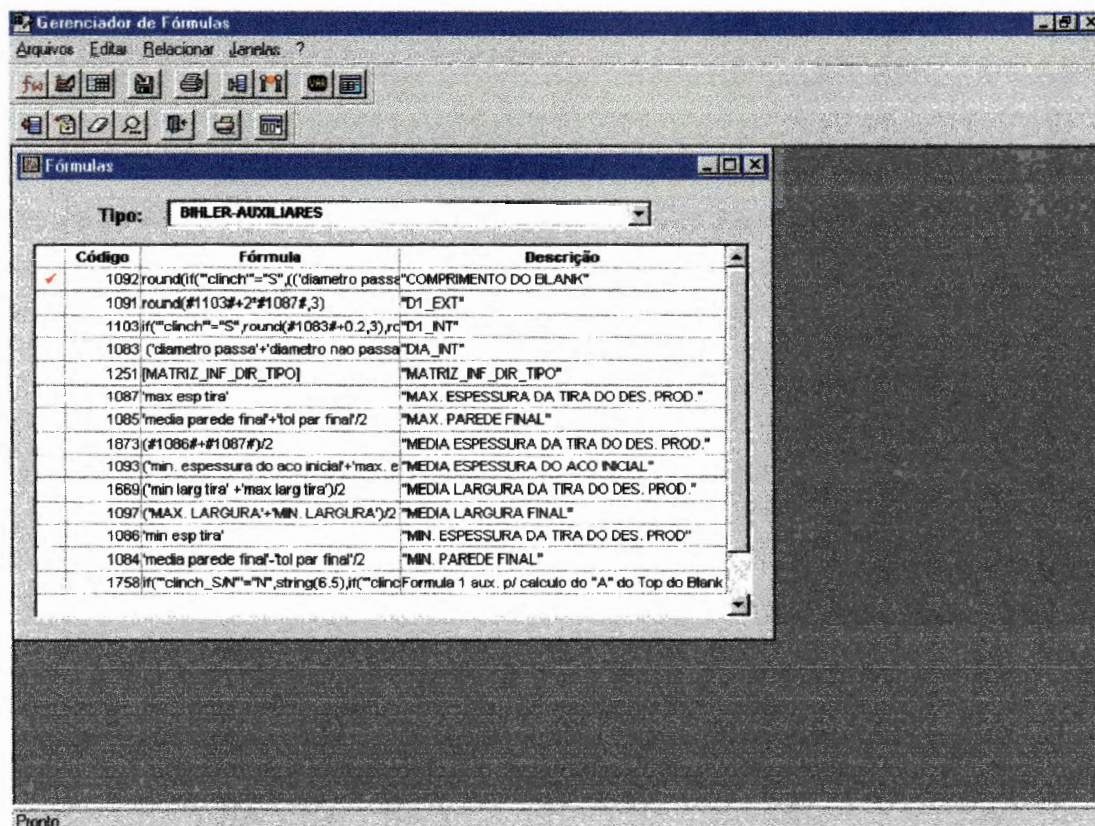 Gerenciador de Fórmulas
Arquivos Editar Relacionar Janelas ?
Fórmulas
Tipo: BIHLER-AUXILIARES
Código Fórmula Descrição
1092 round(if("'clinch'"="S",(('diametro passa "COMPRIMENTO DO BLANK"
1091 round(#1103#+2*#1087#,3) "D1_EXT"
1103 if("'clinch'"="S",round(#1083#+0.2,3),ro "D1_INT"
1083 ('diametro passa'+'diametro nao passa "DIA_INT"
1251 [MATRIZ_INF_DIR_TIPO] "MATRIZ_INF_DIR_TIPO"
1087 'max esp tira' "MAX. ESPESSURA DA TIRA DO DES. PROD."
1085 'media parede final'+'tol par final'/2 "MAX. PAREDE FINAL"
1873 (#1086#+#1087#)/2 "MEDIA ESPESSURA DA TIRA DO DES. PROD."
1093 ('min. espessura do aco inicial'+'max. e "MEDIA ESPESSURA DO ACO INICIAL"
1669 ('min larg tira' +'max larg tira')/2 "MEDIA LARGURA DA TIRA DO DES. PROD."
1097 ('MAX. LARGURA'+'MIN. LARGURA')/2 "MEDIA LARGURA FINAL"
1086 'min esp tira' "MIN. ESPESSURA DA TIRA DO DES. PROD"
1084 'media parede final'-'tol par final'/2 "MIN. PAREDE FINAL"
1758 if("'clinch_S/N'"="N",string(6.5),if("'clinc Formula 1 aux. p/ calculo do "A" do Top do Blank
Pronto